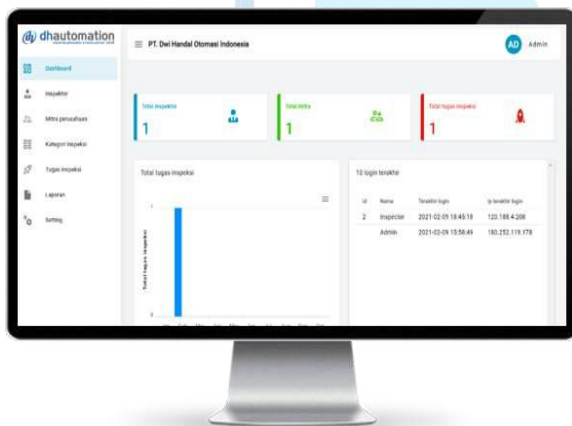 dhautomation
PT. Dwi Handal Otomasi Indonesia
AD
Admin
Dashboard
Inspektor
Mitra perusahaan
Kategori inspeksi
Tugas inspeksi
Laporan
Setting
Total inspektor
1
Total mitra
1
Total tugas inspeksi
1
Total tugas inspeksi
1
Total tugas inspeksi
0
10 login terakhir
Id Nama Terakhir login Ip terakhir login
2 Inspector 2021-02-09 18:45:18 120.188.4.208
Admin 2021-02-09 15:58:49 180.252.119.178